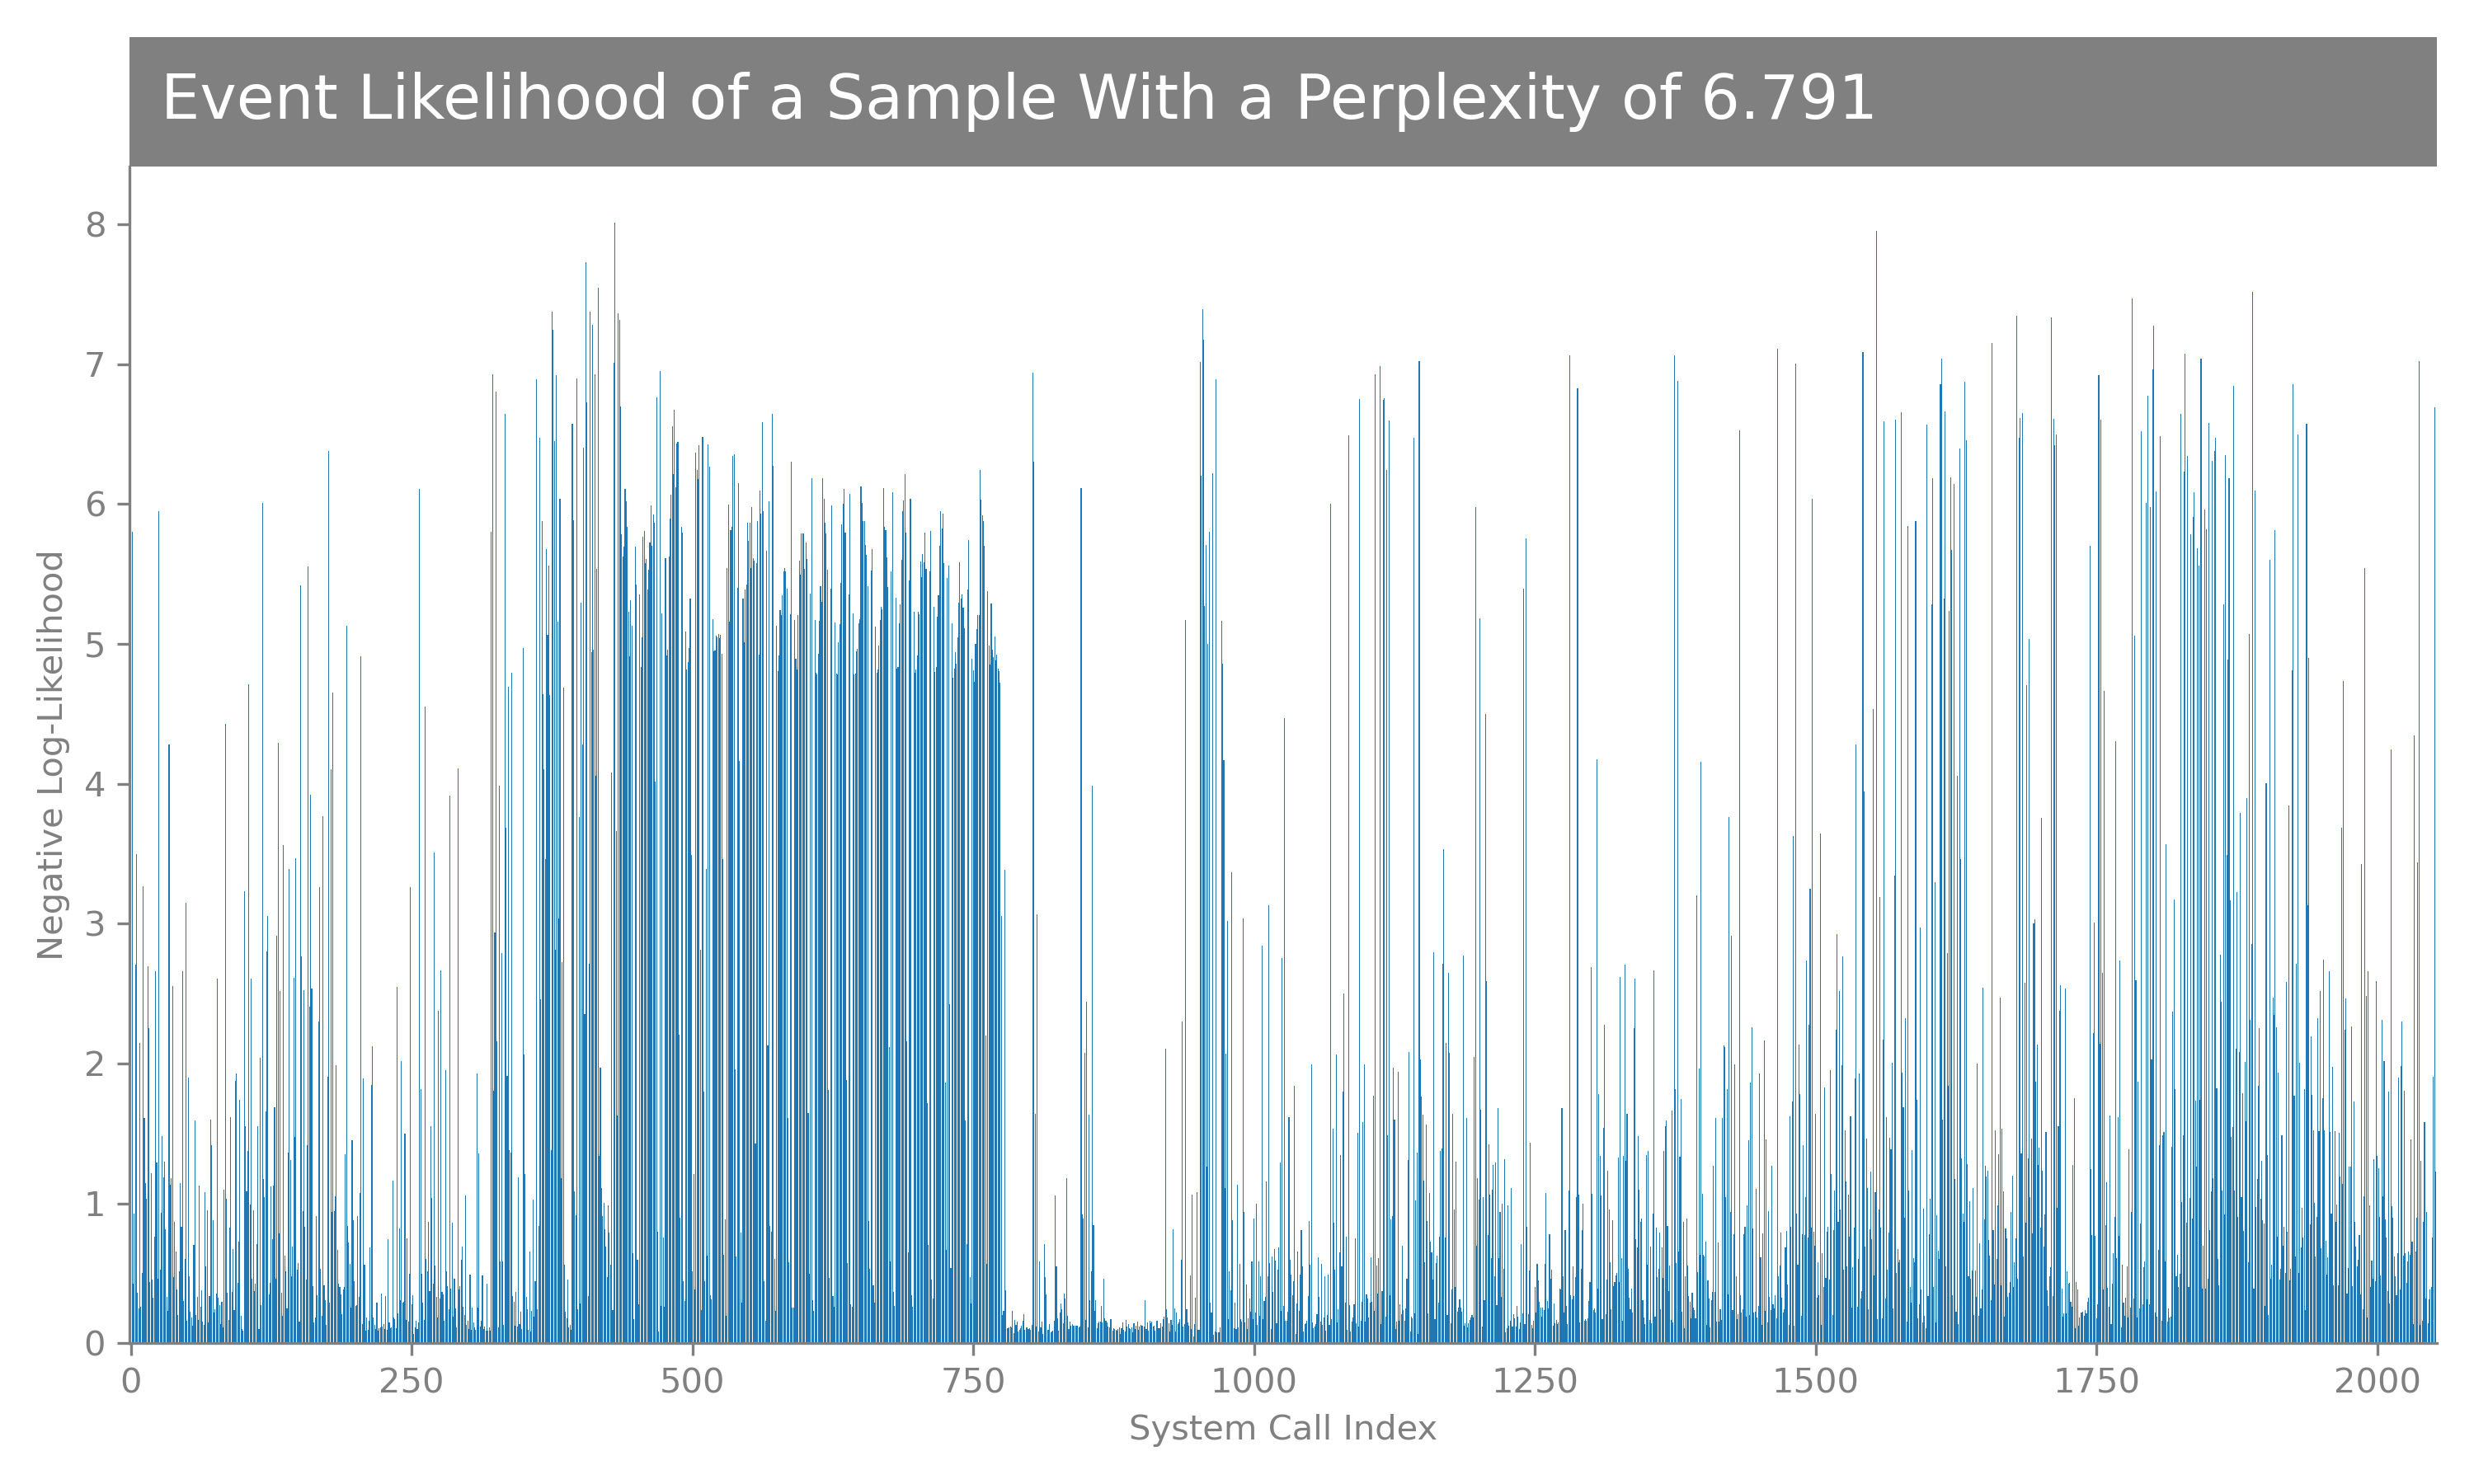 Event Likelihood of a Sample With a Perplexity of 6.791
8
7
6
5
4
3
2
1
0
Negative Log-Likelihood
0 250 500 750 1000 1250 1500 1750 2000
System Call Index